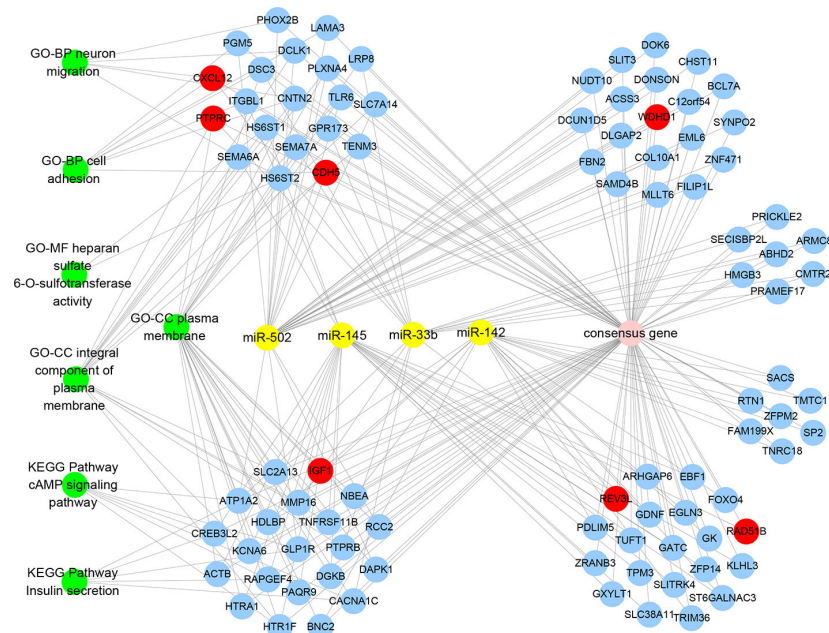 GO-BP neuron
migration
GO-BP cell
adhesion
GO-MF heparan
sulfate
6-O-sulfotransferase
activity
GO-CC plasma
membrane
GO-CC integral
component of
plasma
membrane
KEGG Pathway
cAMP signaling
pathway
KEGG Pathway
Insulin secretion
PHOX2B
LAMA3
PGM5
DCLK1
LRP8
CXCL12
DSC3
PLXNA4
ITGBL1
CNTN2
TLR6
SLC7A14
PTPRC
HS6ST1
GPR173
SEMA6A
SEMA7A
TENM3
HS6ST2
CDH5
miR-502
miR-145
miR-33b
miR-142
consensus gene
DOK6
SLIT3
CHST11
NUDT10
DONSON
BCL7A
ACSS3
C12orf54
DCUN1D5
WDHD1
SYNPO2
DLGAP2
EML6
FBN2
COL10A1
ZNF471
SAMD4B
MLLT6
FILIP1L
PRICKLE2
SECISBP2L
ARMC8
ABHD2
HMGB3
CMTR2
PRAMEF17
SACS
RTN1
TMTC1
ZFPM2
FAM199X
SP2
TNRC18
SLC2A13
IGF1
ATP1A2
MMP16
NBEA
HDLBP
TNFRSF11B
CREB3L2
RCC2
KCNA6
GLP1R
PTPRB
ACTB
RAPGEF4
DGKB
DAPK1
PAQR9
HTRA1
CACNA1C
HTR1F
BNC2
ARHGAP6
EBF1
REV3L
FOXO4
GDNF
EGLN3
PDLIM5
GK
RAD51B
TUFT1
GATC
ZRANB3
KLHL3
TPM3
ZFP14
GXYLT1
SLITRK4
ST6GALNAC3
SLC38A11
TRIM36